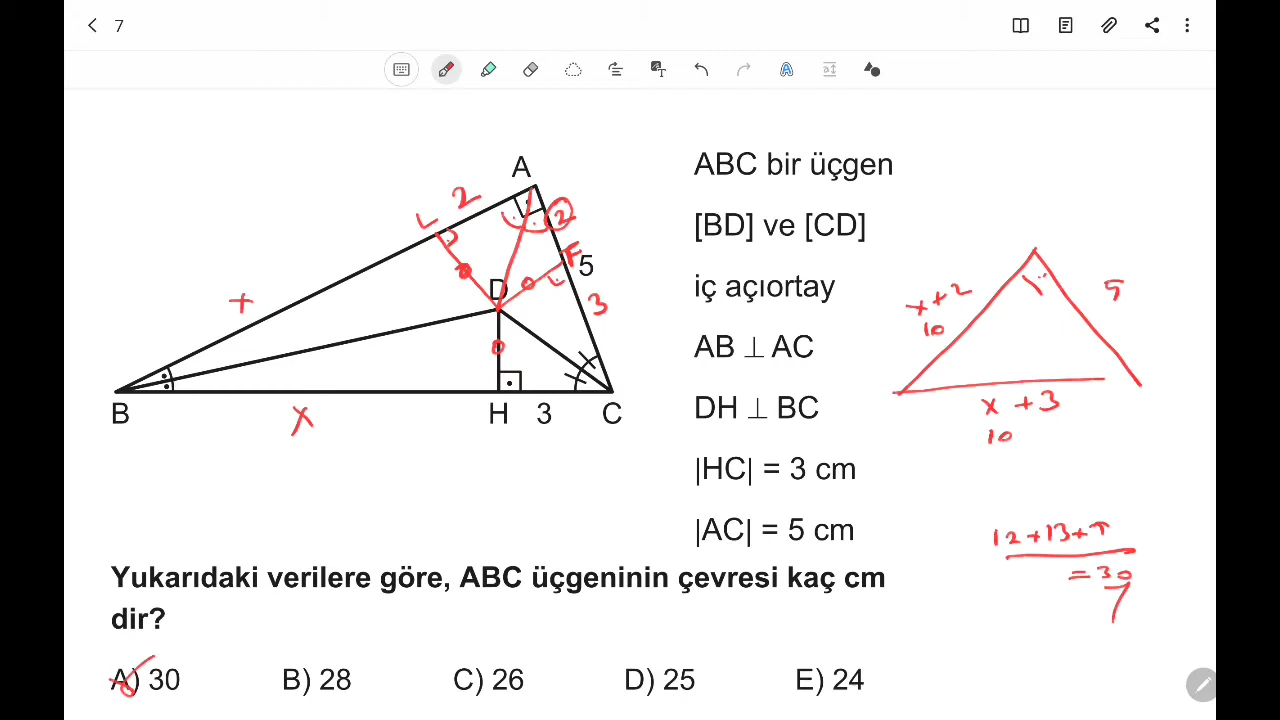 7
A
ABC bir üçgen
2
L
2
[BD] ve [CD]
F
5
D
iç açıortay
x
3
x+2
5
10
AB ⊥ AC
B
H
3
C
DH ⊥ BC
x
x + 3
10
|HC| = 3 cm
|AC| = 5 cm
12+13+
= 30
Yukarıdaki verilere göre, ABC üçgeninin çevresi kaç cm
dir?
A) 30 B) 28 C) 26 D) 25 E) 24